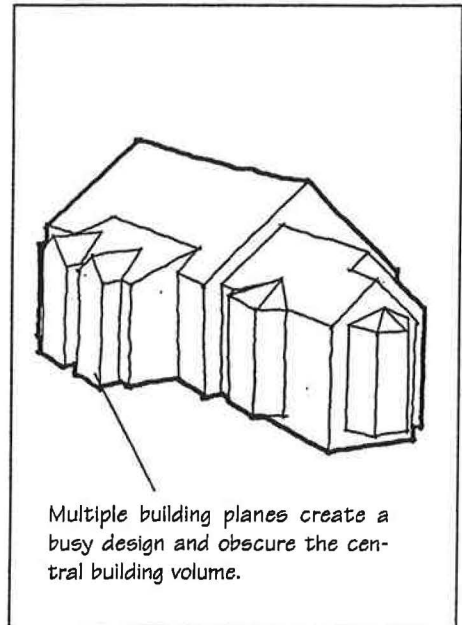 Multiple building planes create a
busy design and obscure the cen-
tral building volume.